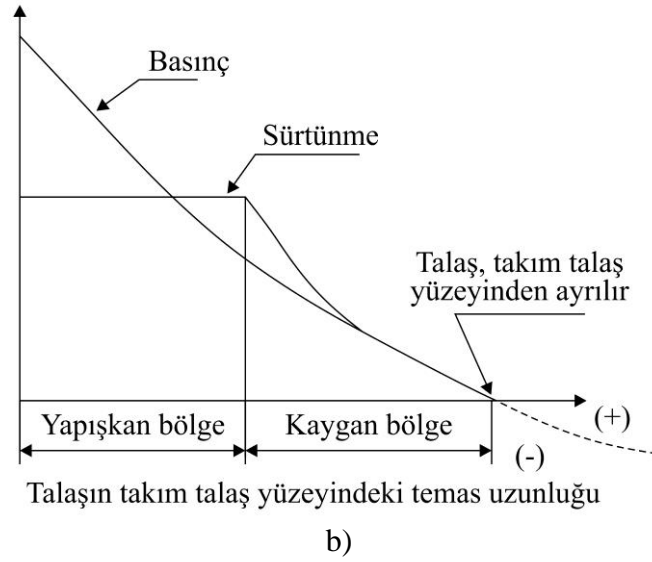 Basınç
Sürtünme
Talaş, takım talaş
yüzeyinden ayrılır
(+)
Yapışkan bölge
Kaygan bölge
(-)
Talaşın takım talaş yüzeyindeki temas uzunluğu
b)